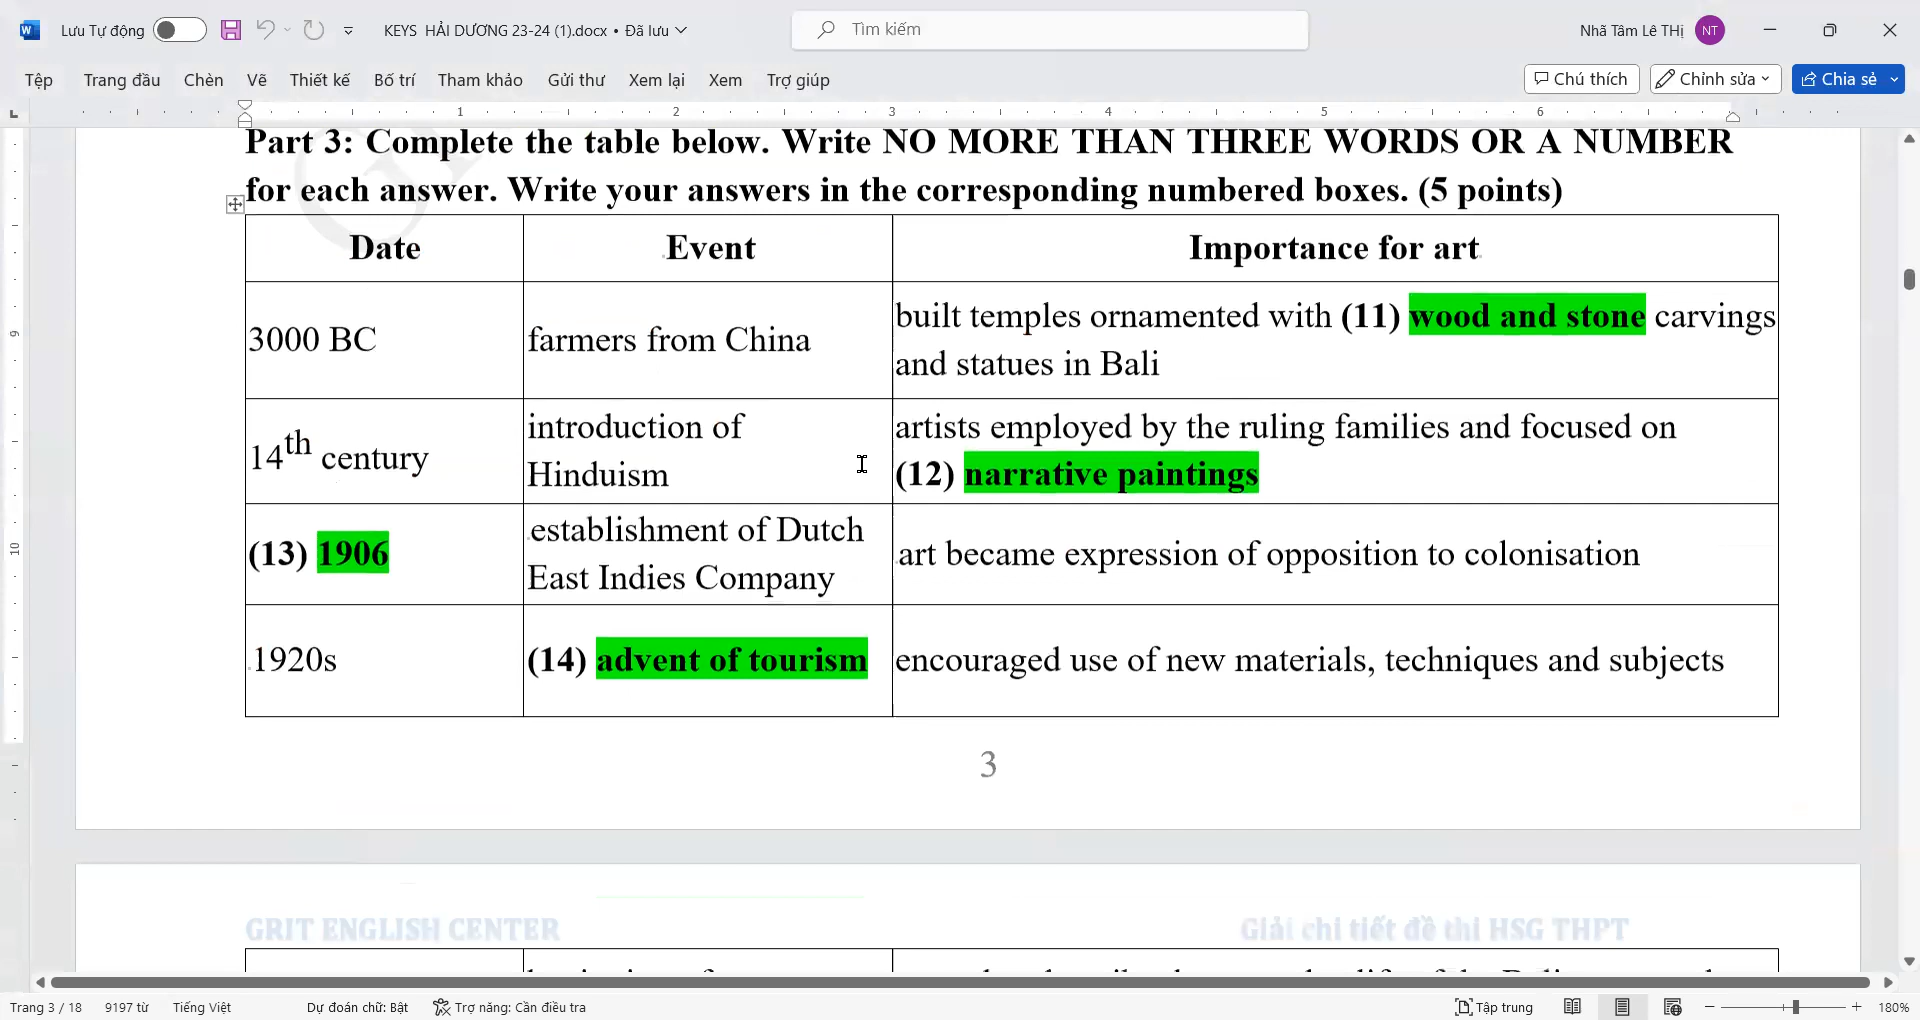 Lưu Tự động
KEYS HẢI DƯƠNG 23-24 (1).docx • Đã lưu
Tìm kiếm
Nhã Tâm Lê THị
NT
Tệp Trang đầu Chèn Vẽ Thiết kế Bố trí Tham khảo Gửi thư Xem lại Xem Trợ giúp
Chú thích Chỉnh sửa Chia sẻ
1 2 3 4 5 6
Part 3: Complete the table below. Write NO MORE THAN THREE WORDS OR A NUMBER
for each answer. Write your answers in the corresponding numbered boxes. (5 points)
Date Event Importance for art
3000 BC
farmers from China
built temples ornamented with (11) wood and stone carvings
and statues in Bali
14th century
introduction of
Hinduism
artists employed by the ruling families and focused on
(12) narrative paintings
(13) 1906
establishment of Dutch
East Indies Company
art became expression of opposition to colonisation
1920s
(14) advent of tourism
encouraged use of new materials, techniques and subjects
3
GRIT ENGLISH CENTER
Giải chi tiết đề thi HSG THPT
9
10
Trang 3 / 18 9197 từ Tiếng Việt Dự đoán chữ: Bật Trợ năng: Cần điều tra
Tập trung
180%